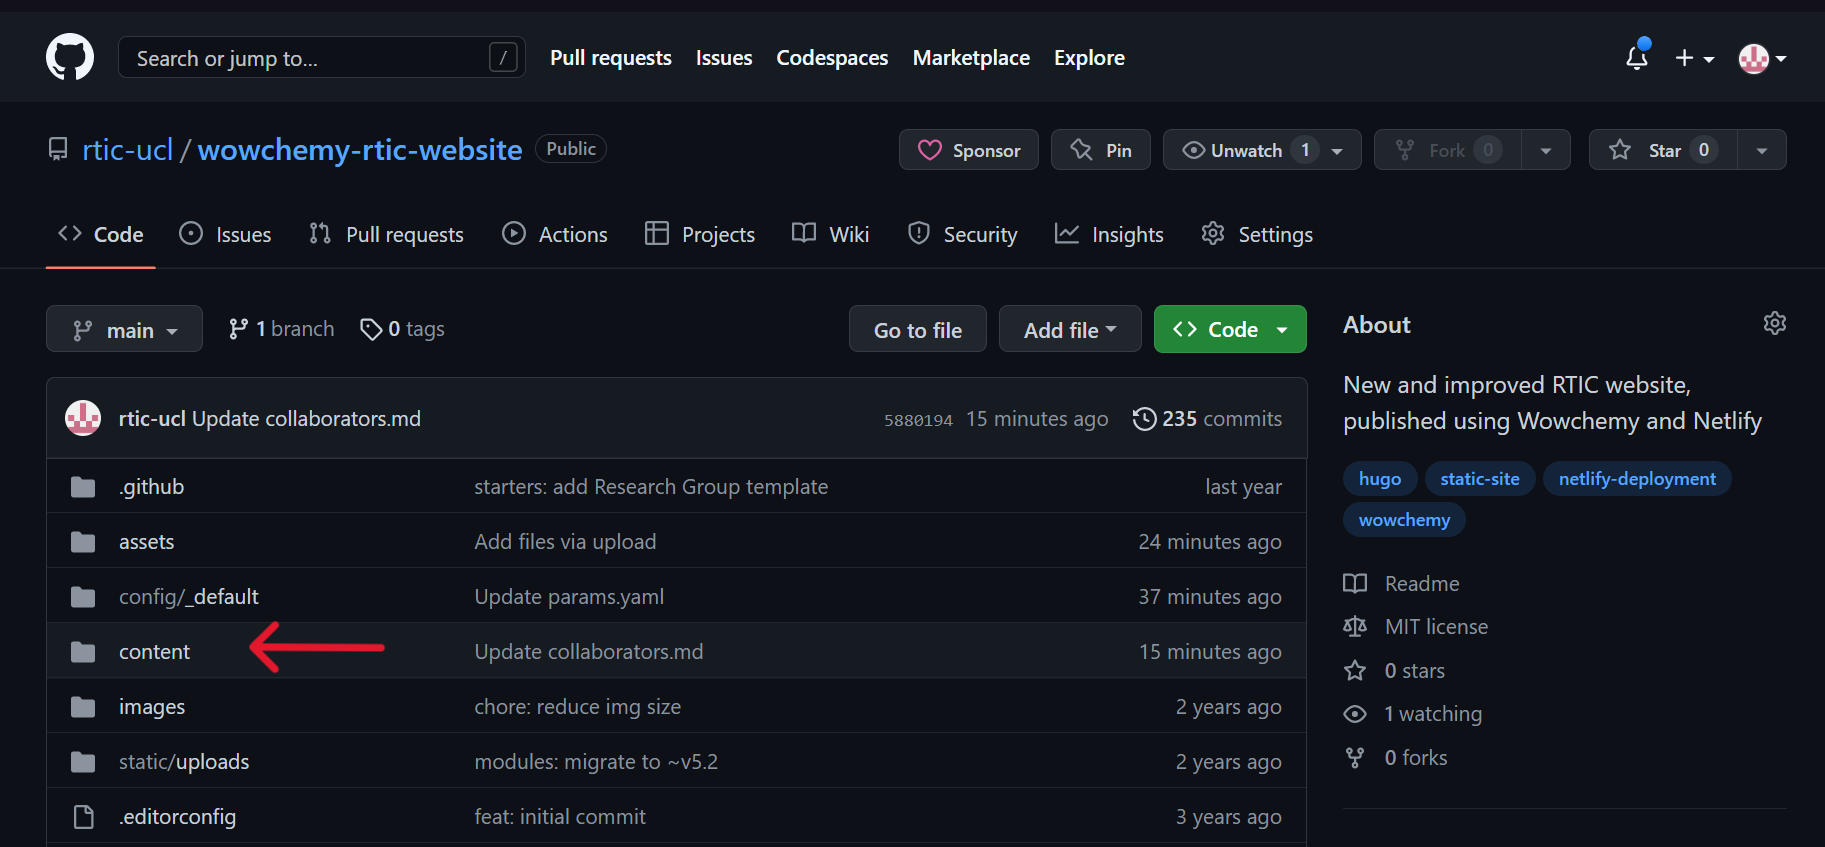 Search or jump to... /
Pull requests Issues Codespaces Marketplace Explore
rtic-ucl / wowchemy-rtic-website Public
Sponsor Pin Unwatch 1 Fork 0 Star 0
Code Issues Pull requests Actions Projects Wiki Security Insights Settings
main 1 branch 0 tags Go to file Add file Code
rtic-ucl Update collaborators.md 5880194 15 minutes ago 235 commits
.github starters: add Research Group template last year
assets Add files via upload 24 minutes ago
config/_default Update params.yaml 37 minutes ago
content Update collaborators.md 15 minutes ago
images chore: reduce img size 2 years ago
static/uploads modules: migrate to ~v5.2 2 years ago
.editorconfig feat: initial commit 3 years ago
About
New and improved RTIC website,
published using Wowchemy and Netlify
hugo static-site netlify-deployment
wowchemy
Readme
MIT license
0 stars
1 watching
0 forks